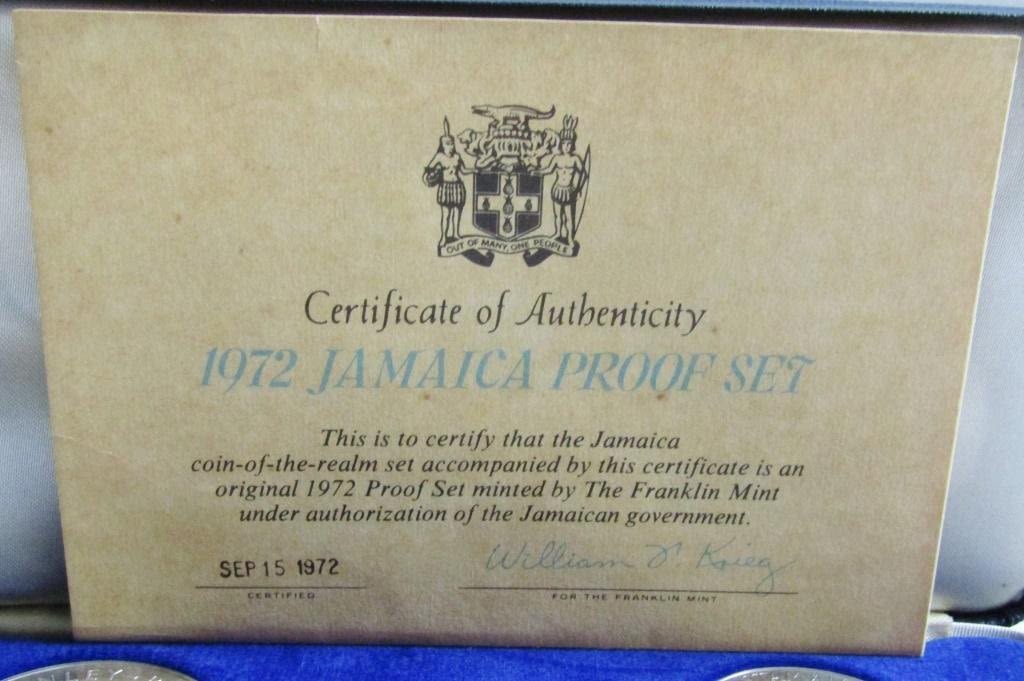 OUT OF MANY, ONE PEOPLE
Certificate of Authenticity
1972 JAMAICA PROOF SET
This is to certify that the Jamaica
coin-of-the-realm set accompanied by this certificate is an
original 1972 Proof Set minted by The Franklin Mint
under authorization of the Jamaican government.
SEP 15 1972
William F. Krieg
CERTIFIED
FOR THE FRANKLIN MINT